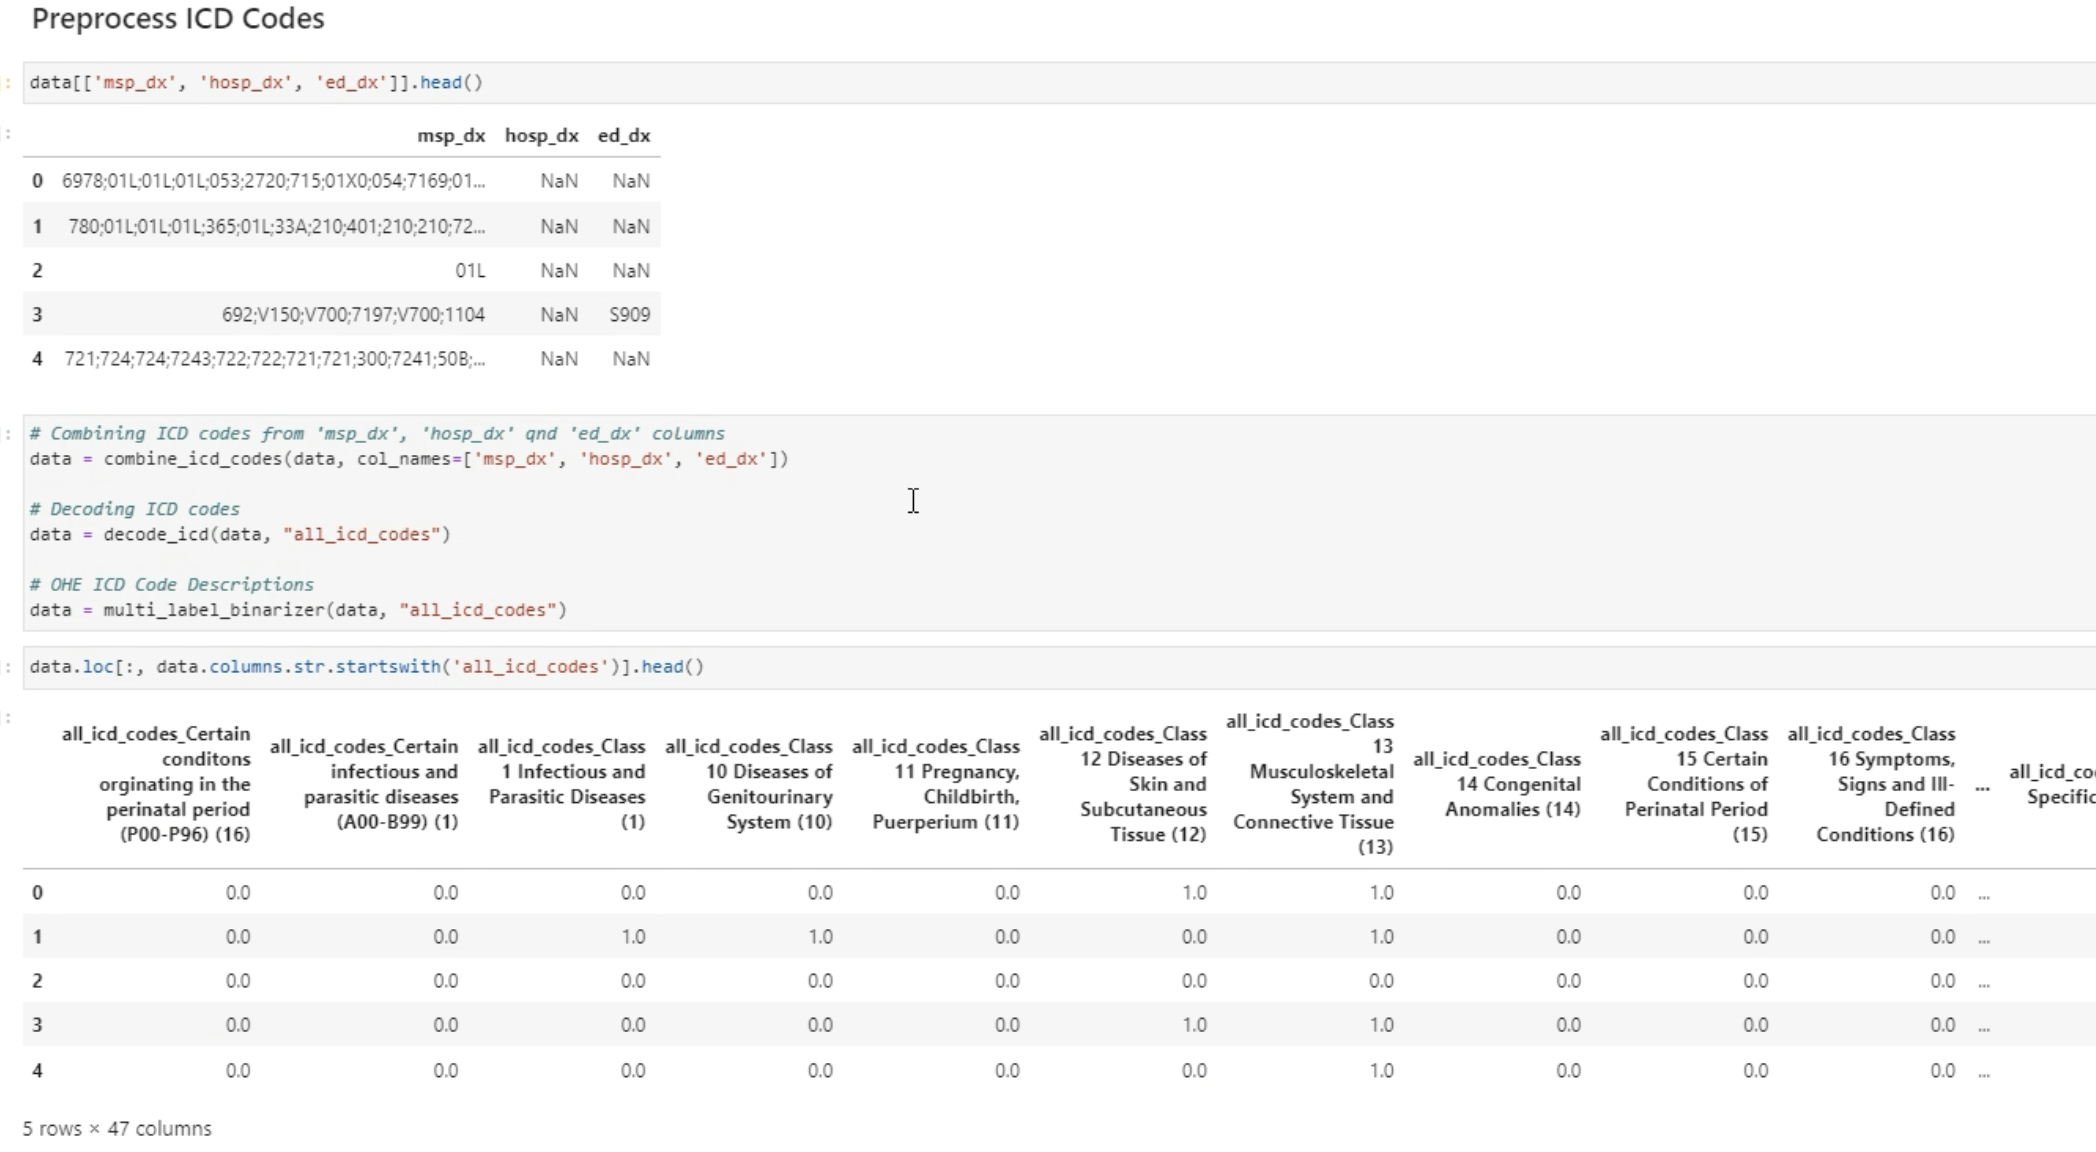 Preprocess ICD Codes
data[['msp_dx', 'hosp_dx', 'ed_dx']].head()
msp_dx hosp_dx ed_dx
0 6978;01L;01L;01L;053;2720;715;01X0;054;7169;01... NaN NaN
1 780;01L;01L;01L;365;01L;33A;210;401;210;210;72... NaN NaN
2 01L NaN NaN
3 692;V150;V700;7197;V700;1104 NaN S909
4 721;724;724;7243;722;722;721;721;300;7241;50B;... NaN NaN
# Combining ICD codes from 'msp_dx', 'hosp_dx' qnd 'ed_dx' columns
data = combine_icd_codes(data, col_names=['msp_dx', 'hosp_dx', 'ed_dx'])
# Decoding ICD codes
data = decode_icd(data, "all_icd_codes")
# OHE ICD Code Descriptions
data = multi_label_binarizer(data, "all_icd_codes")
data.loc[:, data.columns.str.startswith('all_icd_codes')].head()
all_icd_codes_Certain
conditons
orginating in the
perinatal period
(P00-P96) (16)
all_icd_codes_Certain
infectious and
parasitic diseases
(A00-B99) (1)
all_icd_codes_Class
1 Infectious and
Parasitic Diseases
(1)
all_icd_codes_Class
10 Diseases of
Genitourinary
System (10)
all_icd_codes_Class
11 Pregnancy,
Childbirth,
Puerperium (11)
all_icd_codes_Class
12 Diseases of
Skin and
Subcutaneous
Tissue (12)
all_icd_codes_Class
13
Musculoskeletal
System and
Connective Tissue
(13)
all_icd_codes_Class
14 Congenital
Anomalies (14)
all_icd_codes_Class
15 Certain
Conditions of
Perinatal Period
(15)
all_icd_codes_Class
16 Symptoms,
Signs and Ill-
Defined
Conditions (16)
...
0 0.0 0.0 0.0 0.0 0.0 1.0 1.0 0.0 0.0 0.0 ...
1 0.0 0.0 1.0 1.0 0.0 0.0 1.0 0.0 0.0 0.0 ...
2 0.0 0.0 0.0 0.0 0.0 0.0 0.0 0.0 0.0 0.0 ...
3 0.0 0.0 0.0 0.0 0.0 1.0 1.0 0.0 0.0 0.0 ...
4 0.0 0.0 0.0 0.0 0.0 0.0 1.0 0.0 0.0 0.0 ...
5 rows × 47 columns